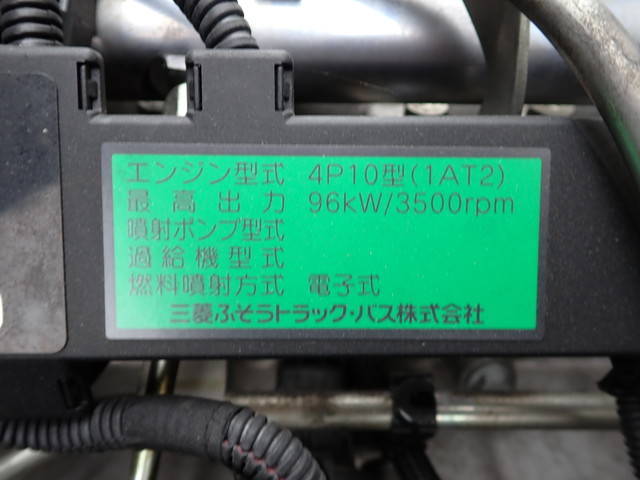 エンジン型式 4P10型(1AT2)
最高出力 96kW/3500rpm
噴射ポンプ型式
過給機型式
燃料噴射方式 電子式
三菱ふそうトラック・バス株式会社